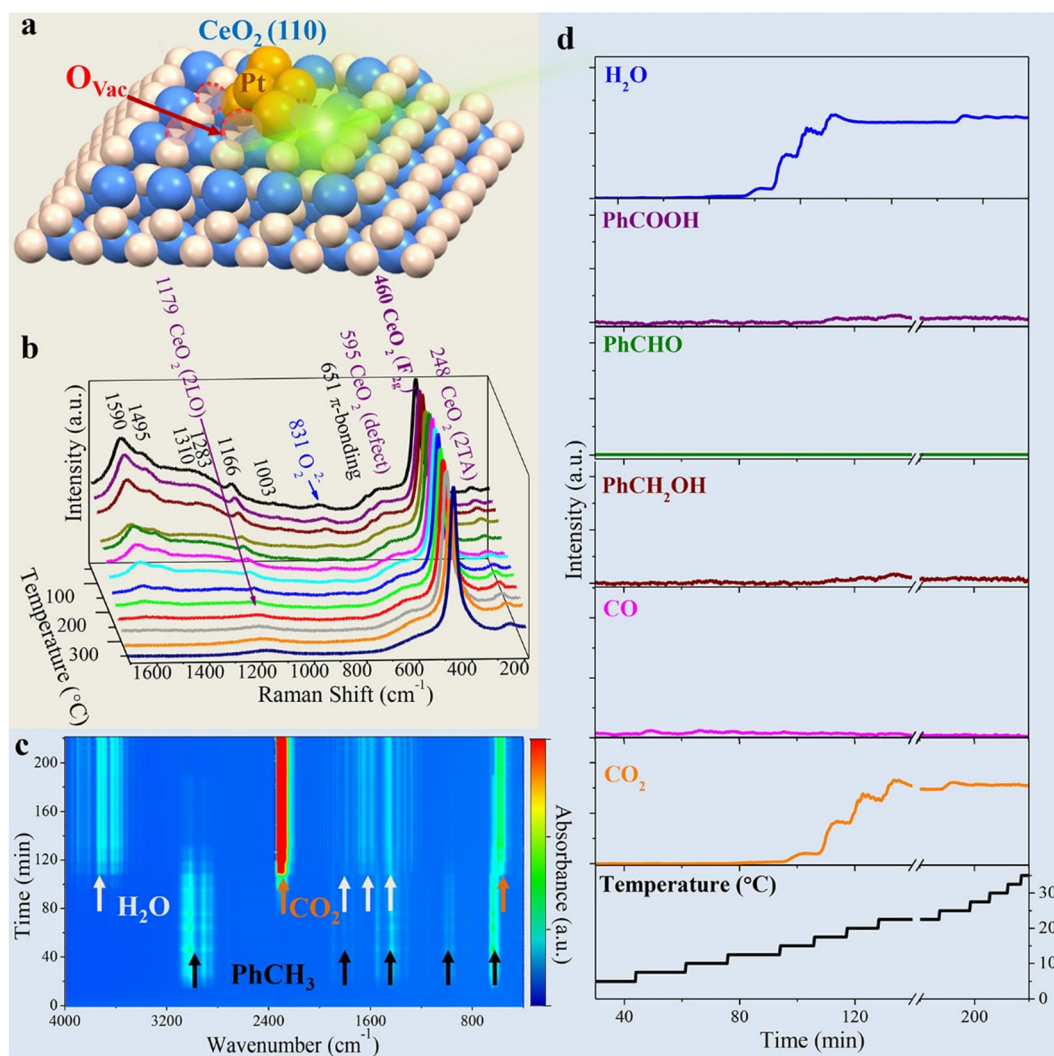 a
CeO2 (110)
OVac
Pt
b
1179 CeO2 (2LO)
460 CeO2 (F2g)
595 CeO2 (defect)
248 CeO2 (2TA)
651 π-bonding
831 O22-
1590
1495
1310
1283
1166
1003
Intensity (a.u.)
Temperature (°C)
100
200
300
1600 1400 1200 1000 800 600 400 200
Raman Shift (cm-1)
c
200
160
120
80
40
0
Time (min)
H2O
CO2
PhCH3
4000 3200 2400 1600 800
Wavenumber (cm-1)
Absorbance (a.u.)
d
H2O
PhCOOH
PhCHO
PhCH2OH
CO
CO2
Intensity (a.u.)
Temperature (°C)
40 80 120 200
Time (min)